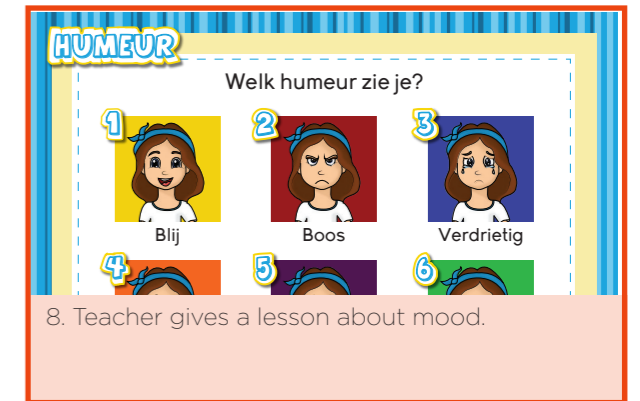 HUMEUR
Welk humeur zie je?
1 2 3
Blij Boos Verdrietig
4 5 6
8. Teacher gives a lesson about mood.